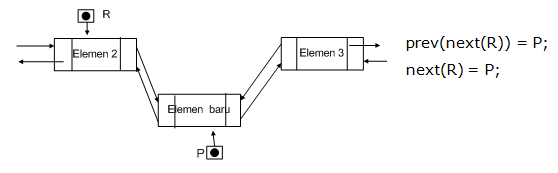 R
Elemen 2
Elemen 3
Elemen baru
P
prev(next(R)) = P;
next(R) = P;